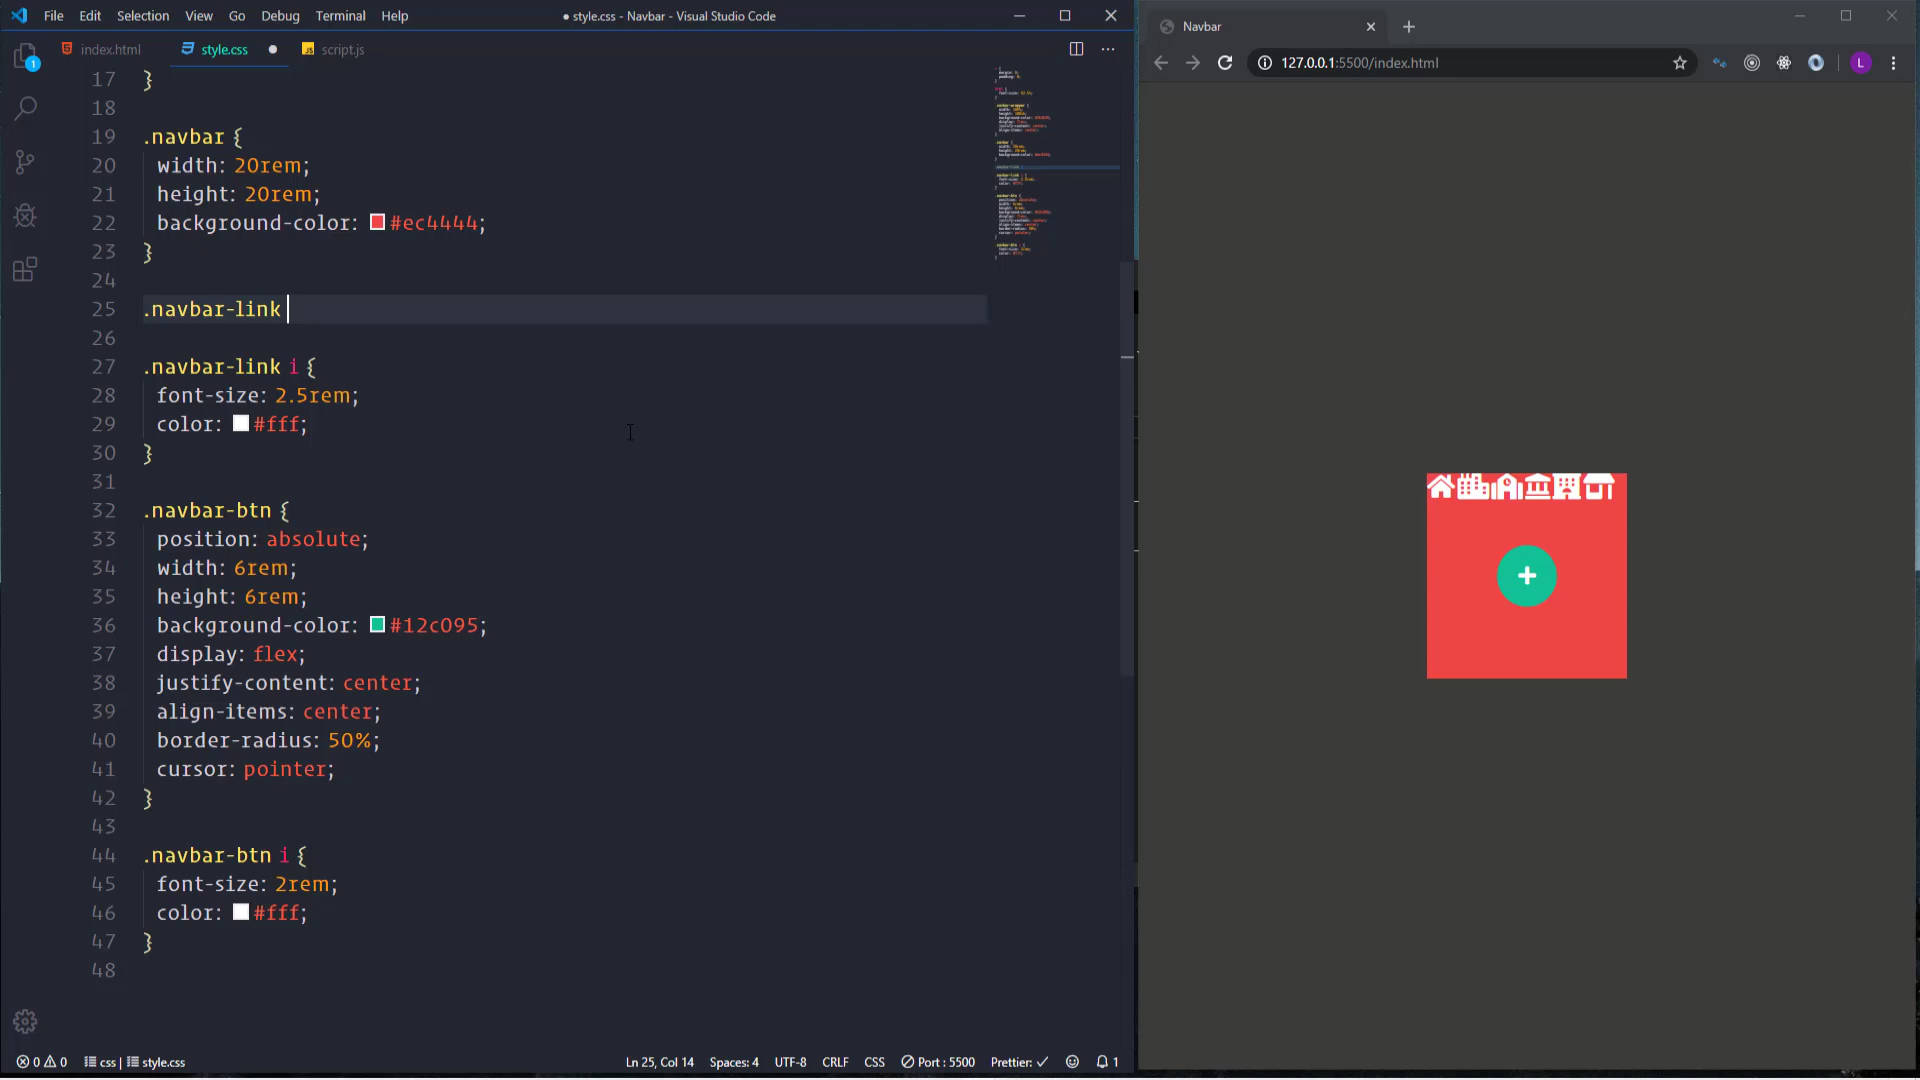 File Edit Selection View Go Debug Terminal Help
● style.css - Navbar - Visual Studio Code
index.html style.css script.js
17 }
18
19 .navbar {
20 width: 20rem;
21 height: 20rem;
22 background-color: #ec4444;
23 }
24
25 .navbar-link
26
27 .navbar-link i {
28 font-size: 2.5rem;
29 color: #fff;
30 }
31
32 .navbar-btn {
33 position: absolute;
34 width: 6rem;
35 height: 6rem;
36 background-color: #12c095;
37 display: flex;
38 justify-content: center;
39 align-items: center;
40 border-radius: 50%;
41 cursor: pointer;
42 }
43
44 .navbar-btn i {
45 font-size: 2rem;
46 color: #fff;
47 }
48
0 0 css | style.css Ln 25, Col 14 Spaces: 4 UTF-8 CRLF CSS Port : 5500 Prettier: ✓ 1
1
Navbar
127.0.0.1:5500/index.html
L